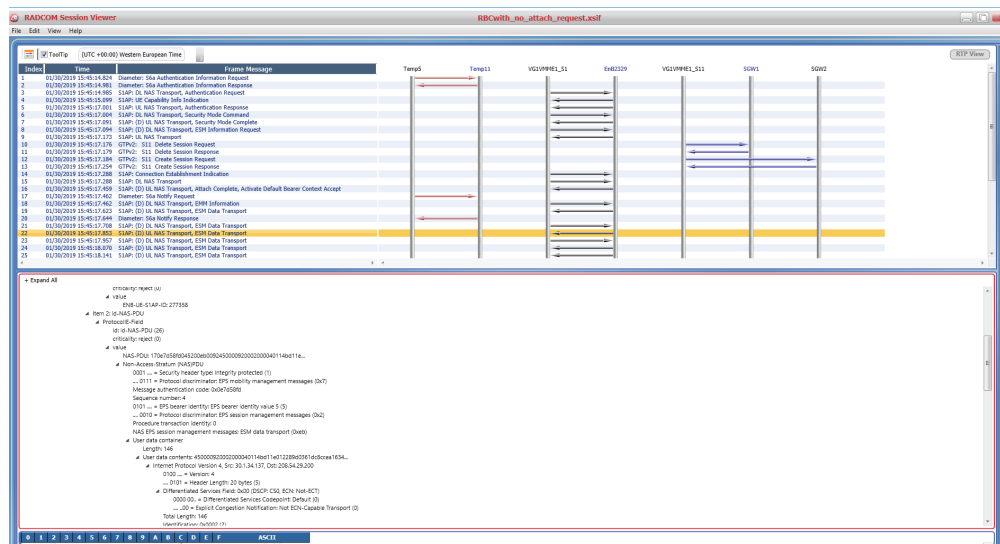 RADCOM Session Viewer
RBCwith_no_attach_request.xsif
File Edit View Help
ToolTip (UTC +00:00) Western European Time
RTP View
Index Time Frame Message Temp5 Temp11 VG1VMME1_S1 EnB2329 VG1VMME1_S11 SGW1 SGW2
1 01/30/2019 15:45:14.824 Diameter: S6a Authentication Information Request
2 01/30/2019 15:45:14.981 Diameter: S6a Authentication Information Response
3 01/30/2019 15:45:14.985 S1AP: DL NAS Transport, Authentication Request
4 01/30/2019 15:45:15.099 S1AP: UE Capability Info Indication
5 01/30/2019 15:45:17.001 S1AP: UL NAS Transport, Authentication Response
6 01/30/2019 15:45:17.004 S1AP: DL NAS Transport, Security Mode Command
7 01/30/2019 15:45:17.091 S1AP: (D) UL NAS Transport, Security Mode Complete
8 01/30/2019 15:45:17.094 S1AP: (D) DL NAS Transport, ESM Information Request
9 01/30/2019 15:45:17.173 S1AP: UL NAS Transport
10 01/30/2019 15:45:17.176 GTPv2: S11 Delete Session Request
11 01/30/2019 15:45:17.179 GTPv2: S11 Delete Session Response
12 01/30/2019 15:45:17.184 GTPv2: S11 Create Session Request
13 01/30/2019 15:45:17.254 GTPv2: S11 Create Session Response
14 01/30/2019 15:45:17.288 S1AP: Connection Establishment Indication
15 01/30/2019 15:45:17.288 S1AP: DL NAS Transport
16 01/30/2019 15:45:17.459 S1AP: (D) UL NAS Transport, Attach Complete, Activate Default Bearer Context Accept
17 01/30/2019 15:45:17.462 Diameter: S6a Notify Request
18 01/30/2019 15:45:17.462 S1AP: (D) DL NAS Transport, EMM Information
19 01/30/2019 15:45:17.623 S1AP: (D) UL NAS Transport, ESM Data Transport
20 01/30/2019 15:45:17.644 Diameter: S6a Notify Response
21 01/30/2019 15:45:17.708 S1AP: (D) DL NAS Transport, ESM Data Transport
22 01/30/2019 15:45:17.853 S1AP: (D) UL NAS Transport, ESM Data Transport
23 01/30/2019 15:45:17.957 S1AP: (D) DL NAS Transport, ESM Data Transport
24 01/30/2019 15:45:18.070 S1AP: (D) UL NAS Transport, ESM Data Transport
25 01/30/2019 15:45:18.141 S1AP: (D) UL NAS Transport, ESM Data Transport
+ Expand All
criticality: reject (0)
value
ENB-UE-S1AP-ID: 277358
Item 2: id-NAS-PDU
ProtocolIE-Field
id: id-NAS-PDU (26)
criticality: reject (0)
value
NAS-PDU: 170e7d58fd045200eb0092450000920002000040114bd11e...
Non-Access-Stratum (NAS)PDU
0001 .... = Security header type: Integrity protected (1)
.... 0111 = Protocol discriminator: EPS mobility management messages (0x7)
Message authentication code: 0x0e7d58fd
Sequence number: 4
0101 .... = EPS bearer identity: EPS bearer identity value 5 (5)
.... 0010 = Protocol discriminator: EPS session management messages (0x2)
Procedure transaction identity: 0
NAS EPS session management messages: ESM data transport (0xeb)
User data container
Length: 146
User data contents: 450000920002000040114bd11e012289d0361dc8ccea1634...
Internet Protocol Version 4, Src: 30.1.34.137, Dst: 208.54.29.200
0100 .... = Version: 4
.... 0101 = Header Length: 20 bytes (5)
Differentiated Services Field: 0x00 (DSCP: CS0, ECN: Not-ECT)
0000 00.. = Differentiated Services Codepoint: Default (0)
.... ..00 = Explicit Congestion Notification: Not ECN-Capable Transport (0)
Total Length: 146
Identification: 0x0002 (2)
0 1 2 3 4 5 6 7 8 9 A B C D E F ASCII